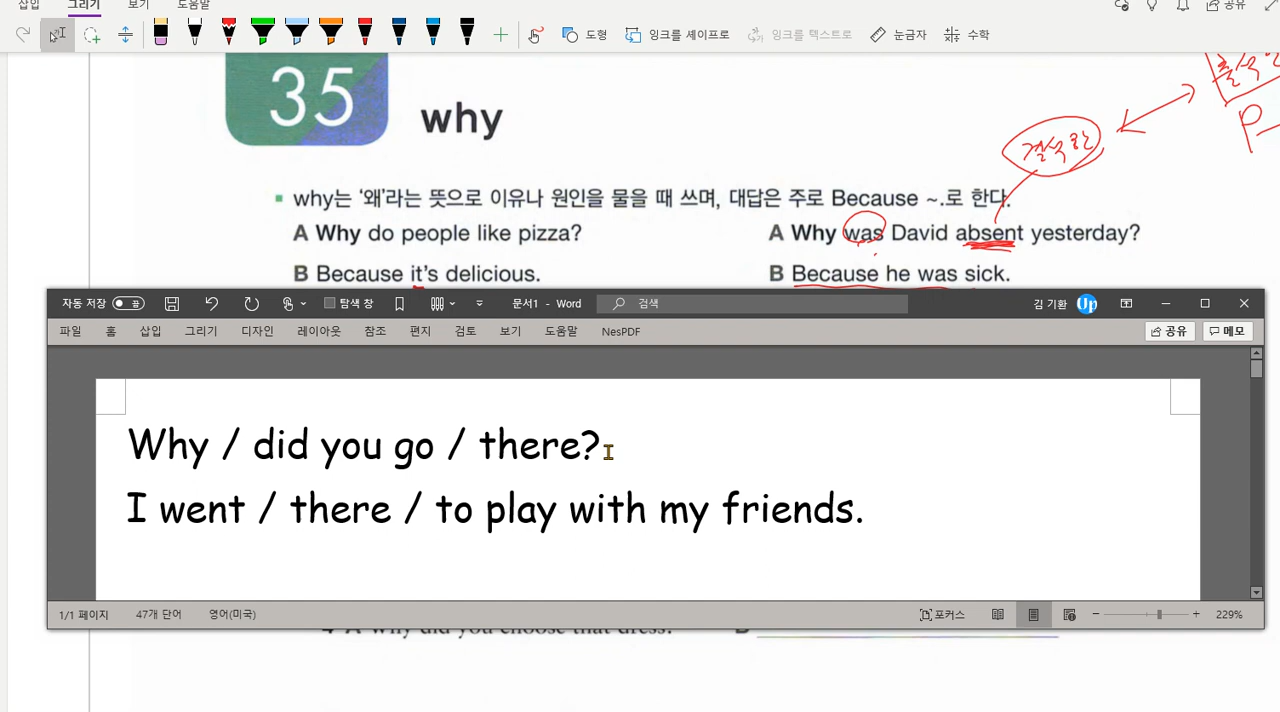 삽입 그리기 보기 도움말 공유
도형 잉크를 셰이프로 잉크를 텍스트로 눈금자 수학
35 why
결석한
P
why는 '왜'라는 뜻으로 이유나 원인을 물을 때 쓰며, 대답은 주로 Because ~.로 한다.
A Why do people like pizza? A Why was David absent yesterday?
B Because it's delicious. B Because he was sick.
자동 저장 탐색 창 문서1 - Word 검색 김 기환
파일 홈 삽입 그리기 디자인 레이아웃 참조 편지 검토 보기 도움말 NesPDF 공유 메모
Why / did you go / there?
I went / there / to play with my friends.
1/1 페이지 47개 단어 영어(미국) 포커스 229%
4 A Why did you choose that dress? B